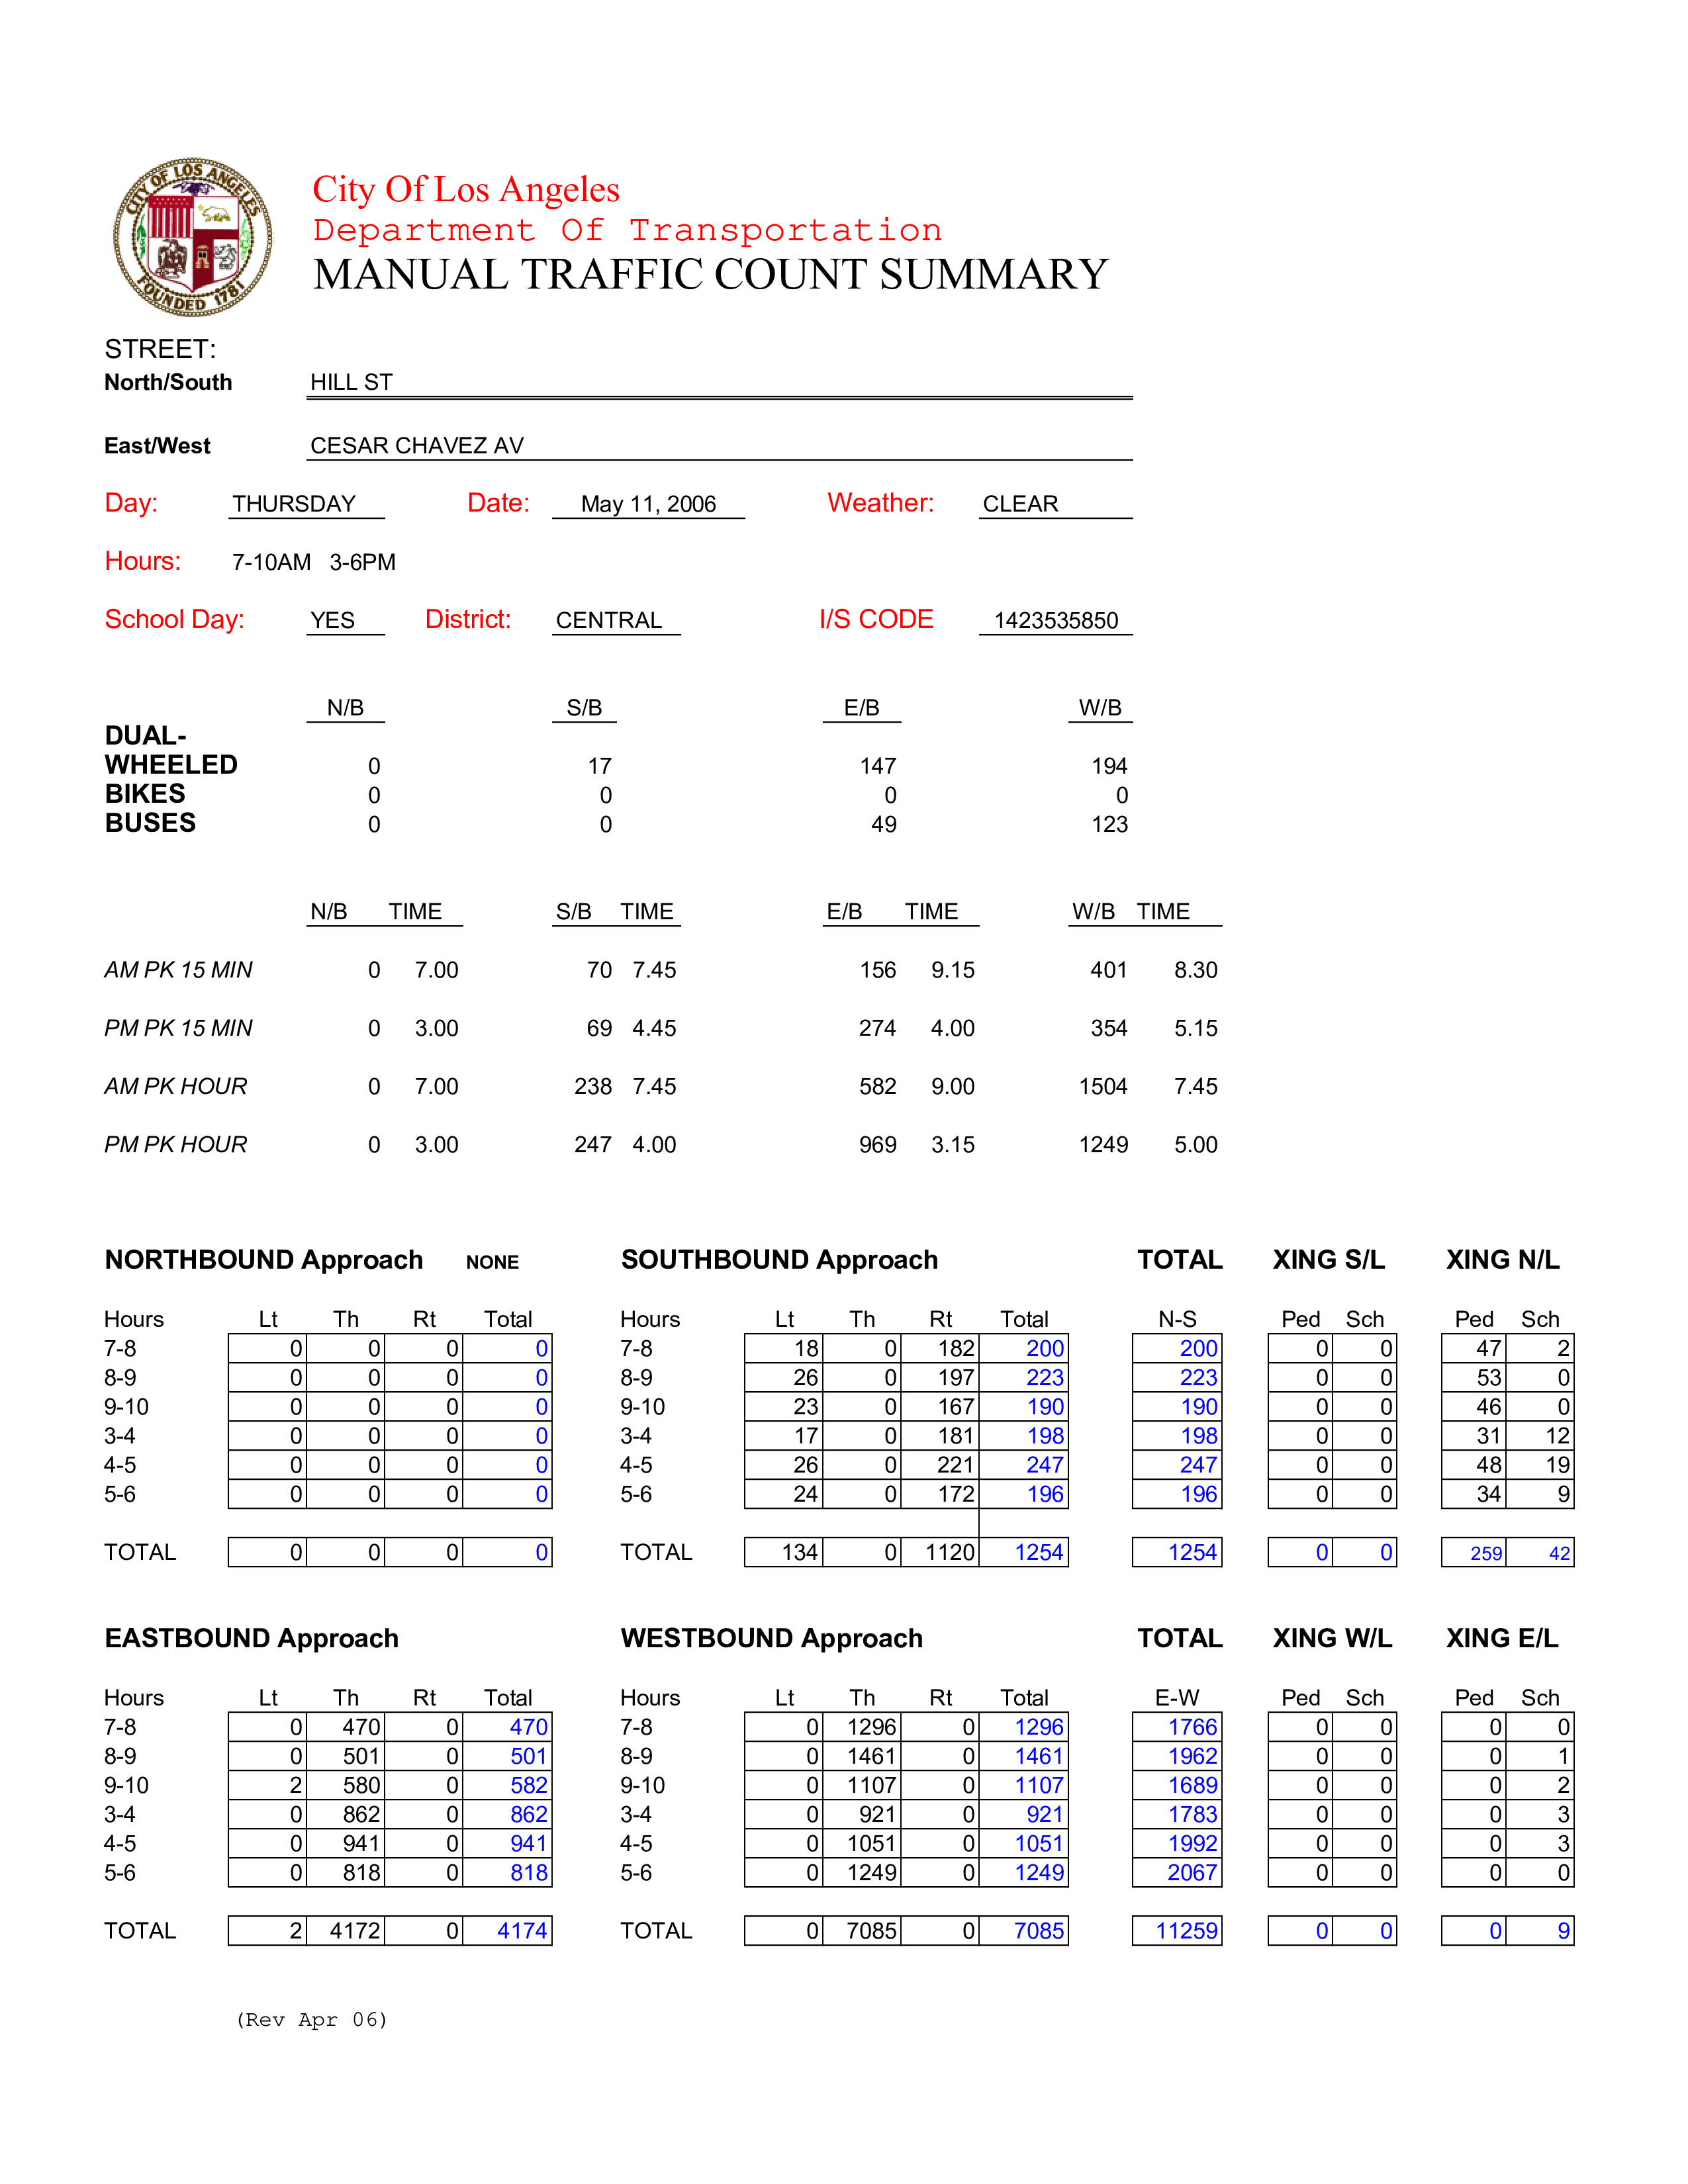 CITY OF LOS ANGELES
FOUNDED 1781
City Of Los Angeles
Department Of Transportation
MANUAL TRAFFIC COUNT SUMMARY
STREET:
North/South HILL ST
East/West CESAR CHAVEZ AV
Day: THURSDAY Date: May 11, 2006 Weather: CLEAR
Hours: 7-10AM 3-6PM
School Day: YES District: CENTRAL I/S CODE 1423535850
N/B S/B E/B W/B
DUAL-
WHEELED 0 17 147 194
BIKES 0 0 0 0
BUSES 0 0 49 123
N/B TIME S/B TIME E/B TIME W/B TIME
AM PK 15 MIN 0 7.00 70 7.45 156 9.15 401 8.30
PM PK 15 MIN 0 3.00 69 4.45 274 4.00 354 5.15
AM PK HOUR 0 7.00 238 7.45 582 9.00 1504 7.45
PM PK HOUR 0 3.00 247 4.00 969 3.15 1249 5.00
NORTHBOUND Approach NONE SOUTHBOUND Approach TOTAL XING S/L XING N/L
Hours Lt Th Rt Total Hours Lt Th Rt Total N-S Ped Sch Ped Sch
7-8 0 0 0 0 7-8 18 0 182 200 200 0 0 47 2
8-9 0 0 0 0 8-9 26 0 197 223 223 0 0 53 0
9-10 0 0 0 0 9-10 23 0 167 190 190 0 0 46 0
3-4 0 0 0 0 3-4 17 0 181 198 198 0 0 31 12
4-5 0 0 0 0 4-5 26 0 221 247 247 0 0 48 19
5-6 0 0 0 0 5-6 24 0 172 196 196 0 0 34 9
TOTAL 0 0 0 0 TOTAL 134 0 1120 1254 1254 0 0 259 42
EASTBOUND Approach WESTBOUND Approach TOTAL XING W/L XING E/L
Hours Lt Th Rt Total Hours Lt Th Rt Total E-W Ped Sch Ped Sch
7-8 0 470 0 470 7-8 0 1296 0 1296 1766 0 0 0 0
8-9 0 501 0 501 8-9 0 1461 0 1461 1962 0 0 0 1
9-10 2 580 0 582 9-10 0 1107 0 1107 1689 0 0 0 2
3-4 0 862 0 862 3-4 0 921 0 921 1783 0 0 0 3
4-5 0 941 0 941 4-5 0 1051 0 1051 1992 0 0 0 3
5-6 0 818 0 818 5-6 0 1249 0 1249 2067 0 0 0 0
TOTAL 2 4172 0 4174 TOTAL 0 7085 0 7085 11259 0 0 0 9
(Rev Apr 06)